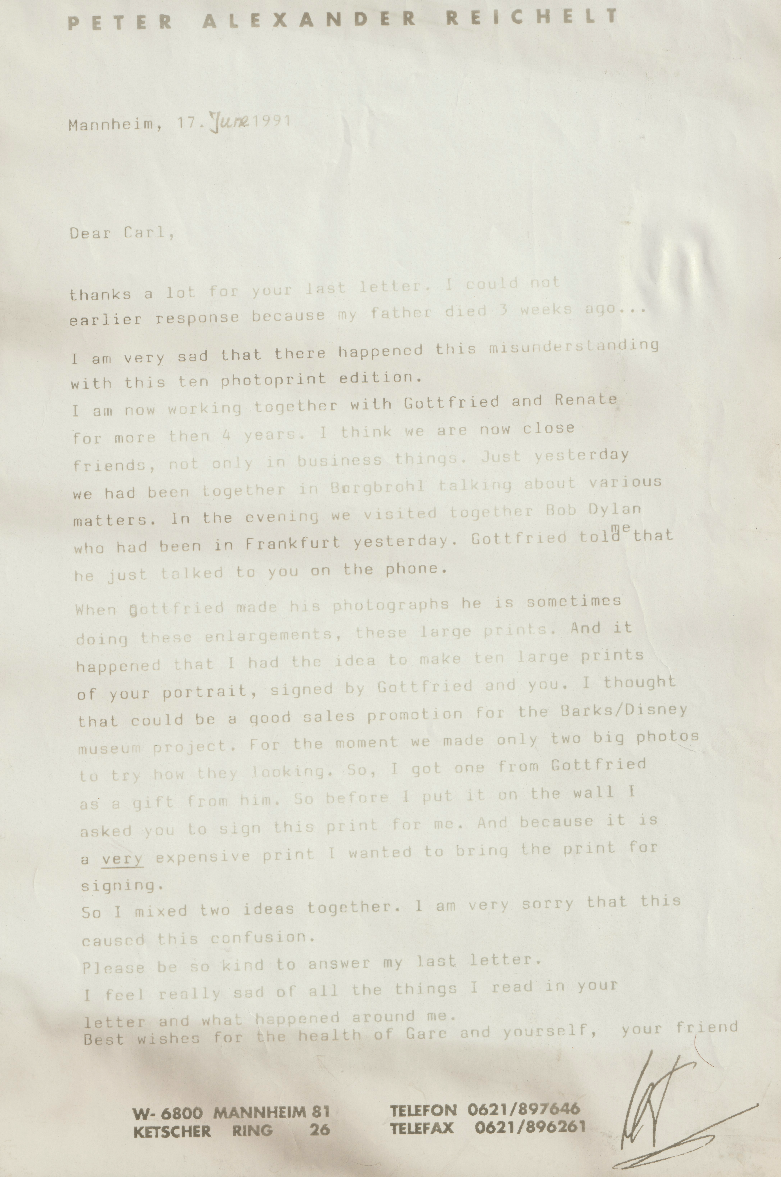 PETER ALEXANDER REICHELT
Mannheim, 17. June 1991
Dear Carl,
thanks a lot for your last letter. I could not
earlier response because my father died 3 weeks ago...
I am very sad that there happened this misunderstanding
with this ten photoprint edition.
I am now working together with Gottfried and Renate
for more then 4 years. I think we are now close
friends, not only in business things. Just yesterday
we had been together in Borgbrohl talking about various
matters. In the evening we visited together Bob Dylan
who had been in Frankfurt yesterday. Gottfried told me that
he just talked to you on the phone.
When Gottfried made his photographs he is sometimes
doing these enlargements, these large prints. And it
happened that I had the idea to make ten large prints
of your portrait, signed by Gottfried and you. I thought
that could be a good sales promotion for the Barks/Disney
museum project. For the moment we made only two big photos
to try how they looking. So, I got one from Gottfried
as a gift from him. So before I put it on the wall I
asked you to sign this print for me. And because it is
a very expensive print I wanted to bring the print for
signing.
So I mixed two ideas together. I am very sorry that this
caused this confusion.
Please be so kind to answer my last letter.
I feel really sad of all the things I read in your
letter and what happened around me.
Best wishes for the health of Gare and yourself, your friend
W- 6800 MANNHEIM 81 TELEFON 0621/897646
KETSCHER RING 26 TELEFAX 0621/896261